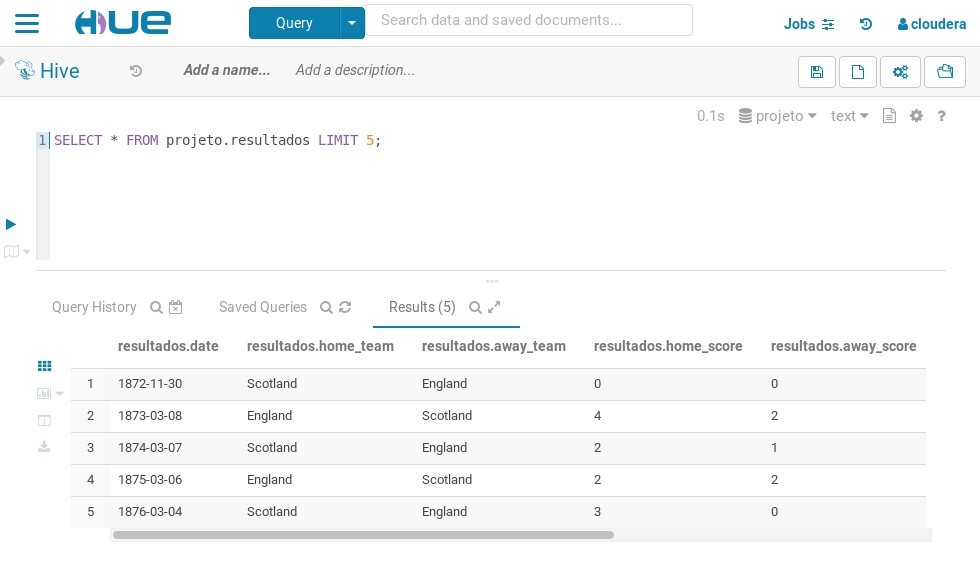 HUE Query Search data and saved documents... Jobs cloudera
Hive Add a name... Add a description...
0.1s projeto text ?
1 SELECT * FROM projeto.resultados LIMIT 5;
Query History Saved Queries Results (5)
resultados.date resultados.home_team resultados.away_team resultados.home_score resultados.away_score
1 1872-11-30 Scotland England 0 0
2 1873-03-08 England Scotland 4 2
3 1874-03-07 Scotland England 2 1
4 1875-03-06 England Scotland 2 2
5 1876-03-04 Scotland England 3 0